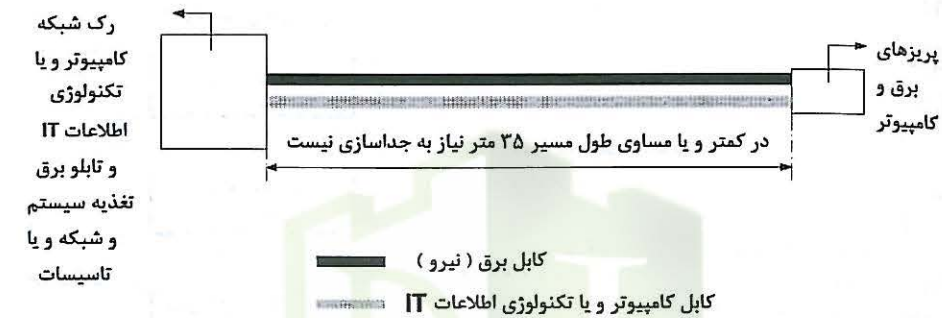 رک شبکه
کامپیوتر و یا
تکنولوژی
اطلاعات IT
و تابلو برق
تغذیه سیستم
و شبکه و یا
تاسیسات
پریزهای
برق و
کامپیوتر
در کمتر و یا مساوی طول مسیر ۳۵ متر نیاز به جداسازی نیست
کابل برق ( نیرو )
کابل کامپیوتر و یا تکنولوژی اطلاعات IT